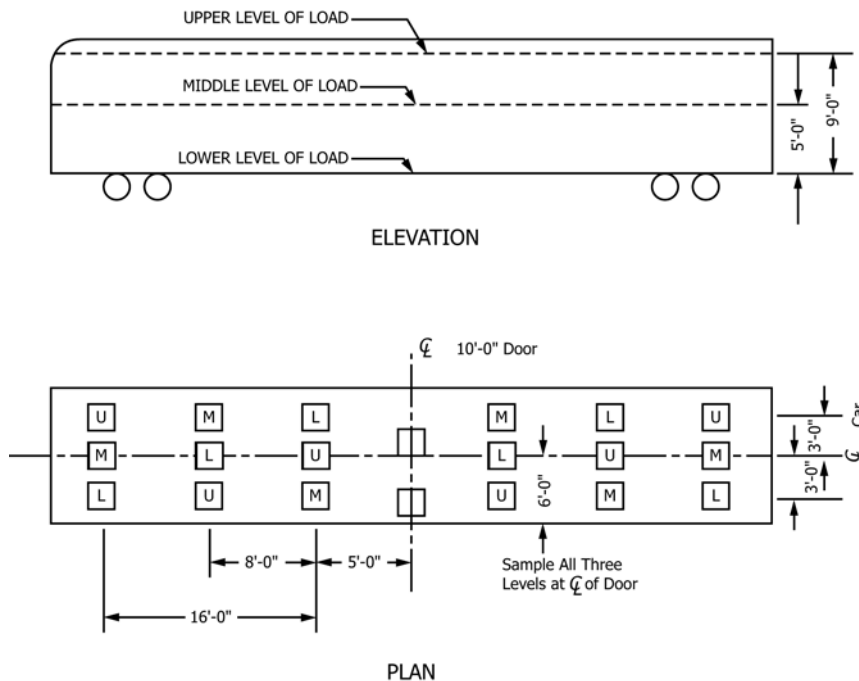 UPPER LEVEL OF LOAD
MIDDLE LEVEL OF LOAD
LOWER LEVEL OF LOAD
5'-0"
9'-0"
ELEVATION
℄ 10'-0" Door
U M L M L U
M L U L U M
L U M U M L
3'-0"
3'-0"
℄ Car
6'-0"
8'-0"
5'-0"
16'-0"
Sample All Three
Levels at ℄ of Door
PLAN